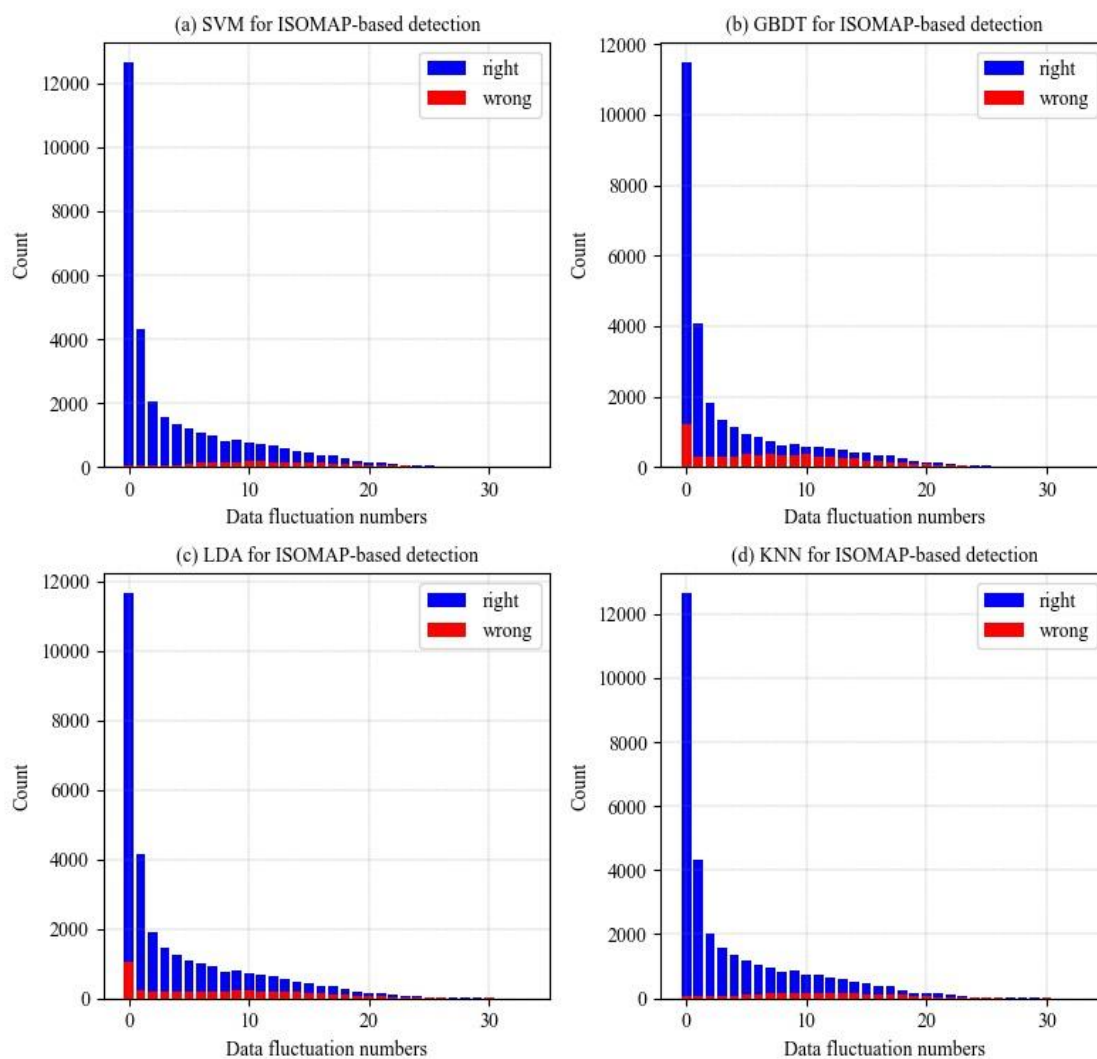 (a) SVM for ISOMAP-based detection
right
wrong
12000
10000
8000
6000
4000
2000
0
Count
0 10 20 30
Data fluctuation numbers
(b) GBDT for ISOMAP-based detection
right
wrong
12000
10000
8000
6000
4000
2000
0
Count
0 10 20 30
Data fluctuation numbers
(c) LDA for ISOMAP-based detection
right
wrong
12000
10000
8000
6000
4000
2000
0
Count
0 10 20 30
Data fluctuation numbers
(d) KNN for ISOMAP-based detection
right
wrong
12000
10000
8000
6000
4000
2000
0
Count
0 10 20 30
Data fluctuation numbers